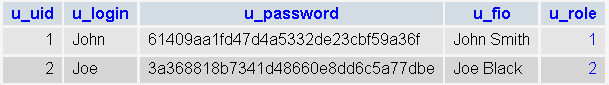 u_uid u_login u_password u_fio u_role
1 John 61409aa1fd47d4a5332de23cbf59a36f John Smith 1
2 Joe 3a368818b7341d48660e8dd6c5a77dbe Joe Black 2